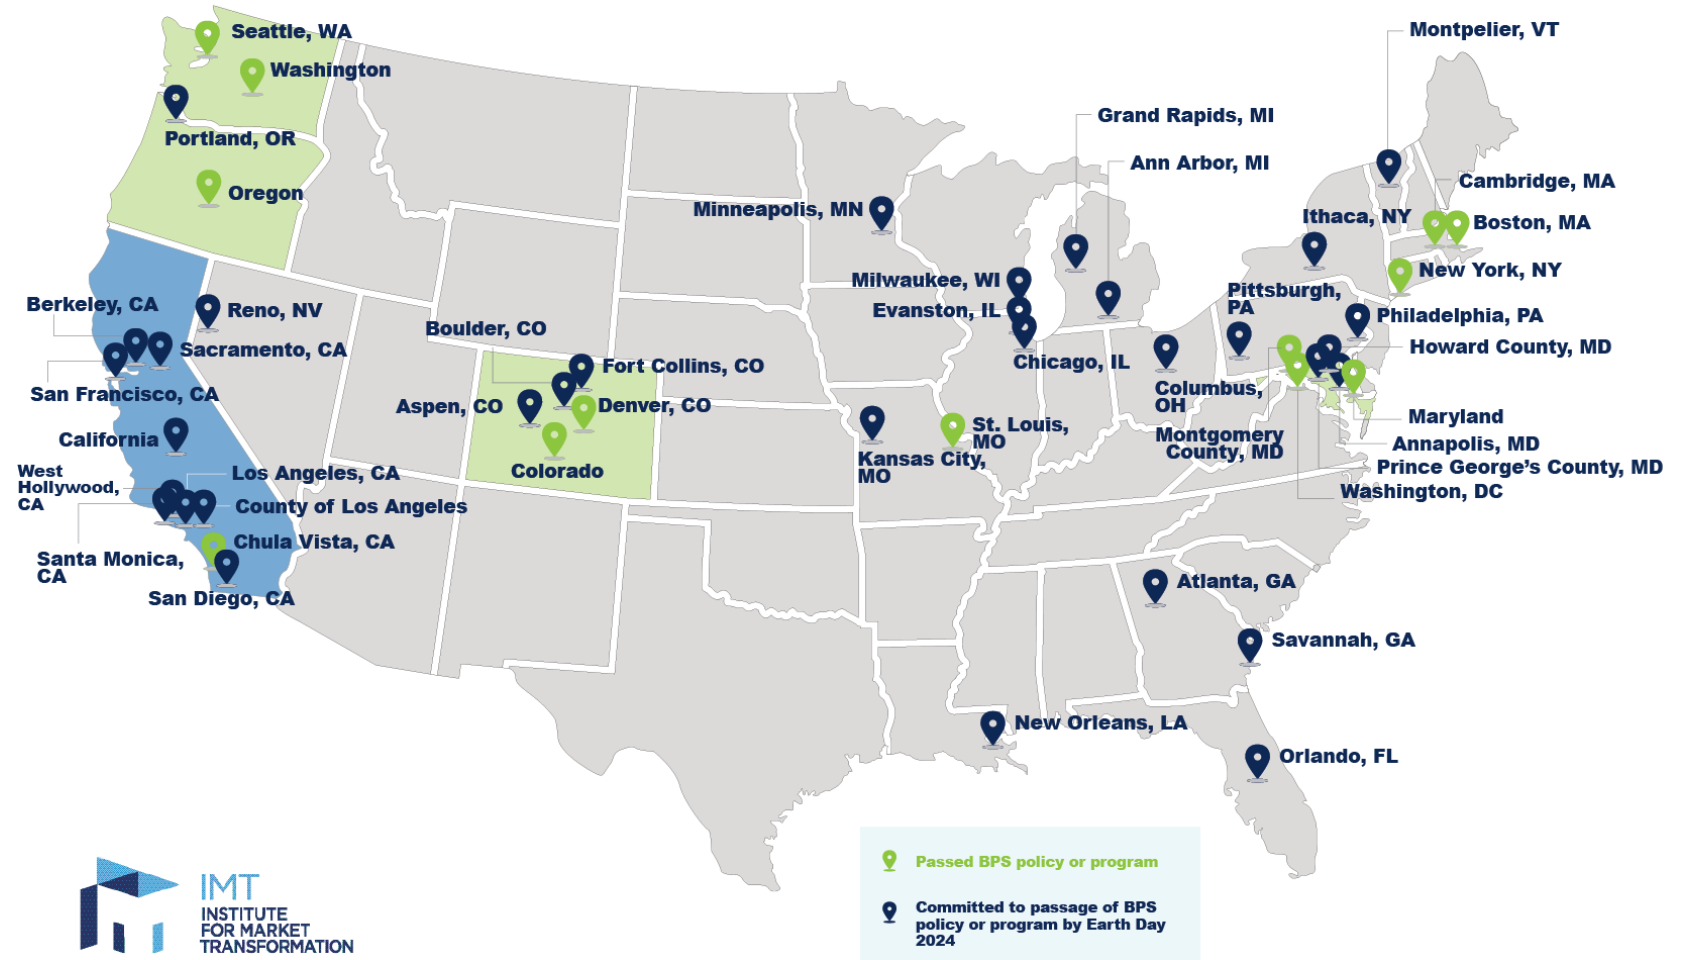 Seattle, WA
Washington
Portland, OR
Oregon
Berkeley, CA
Reno, NV
Sacramento, CA
San Francisco, CA
California
West
Hollywood,
CA
Los Angeles, CA
County of Los Angeles
Chula Vista, CA
Santa Monica,
CA
San Diego, CA
Boulder, CO
Fort Collins, CO
Aspen, CO
Denver, CO
Colorado
Minneapolis, MN
Milwaukee, WI
Evanston, IL
Chicago, IL
Grand Rapids, MI
Ann Arbor, MI
St. Louis,
MO
Kansas City,
MO
Columbus,
OH
Montpelier, VT
Cambridge, MA
Ithaca, NY
Boston, MA
New York, NY
Pittsburgh,
PA
Philadelphia, PA
Howard County, MD
Maryland
Montgomery
County, MD
Annapolis, MD
Prince George's County, MD
Washington, DC
Atlanta, GA
Savannah, GA
New Orleans, LA
Orlando, FL
Passed BPS policy or program
Committed to passage of BPS
policy or program by Earth Day
2024
IMT
INSTITUTE
FOR MARKET
TRANSFORMATION